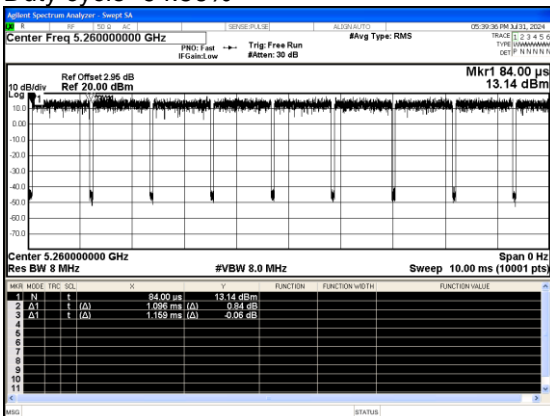 Agilent Spectrum Analyzer - Swept SA
R RF 50 Ω AC SENSE:PULSE ALIGN AUTO 05:39:36 PM Jul 31, 2024
Center Freq 5.260000000 GHz #Avg Type: RMS TRACE 1 2 3 4 5 6
PNO: Fast Trig: Free Run TYPE WWWWWW
IFGain:Low #Atten: 30 dB DET P N N N N N
Ref Offset 2.95 dB Mkr1 84.00 µs
10 dB/div Ref 20.00 dBm 13.14 dBm
Log
1
10.0
0.00
-10.0
-20.0
-30.0
-40.0
-50.0
-60.0
-70.0
Center 5.260000000 GHz Span 0 Hz
Res BW 8 MHz #VBW 8.0 MHz Sweep 10.00 ms (10001 pts)
MKR MODE TRC SCL X Y FUNCTION FUNCTION WIDTH FUNCTION VALUE
1 N t 84.00 µs 13.14 dBm
2 Δ1 t (Δ) 1.096 ms (Δ) 0.84 dB
3 Δ1 t (Δ) 1.159 ms (Δ) -0.06 dB
4
5
6
7
8
9
10
11
MSG STATUS